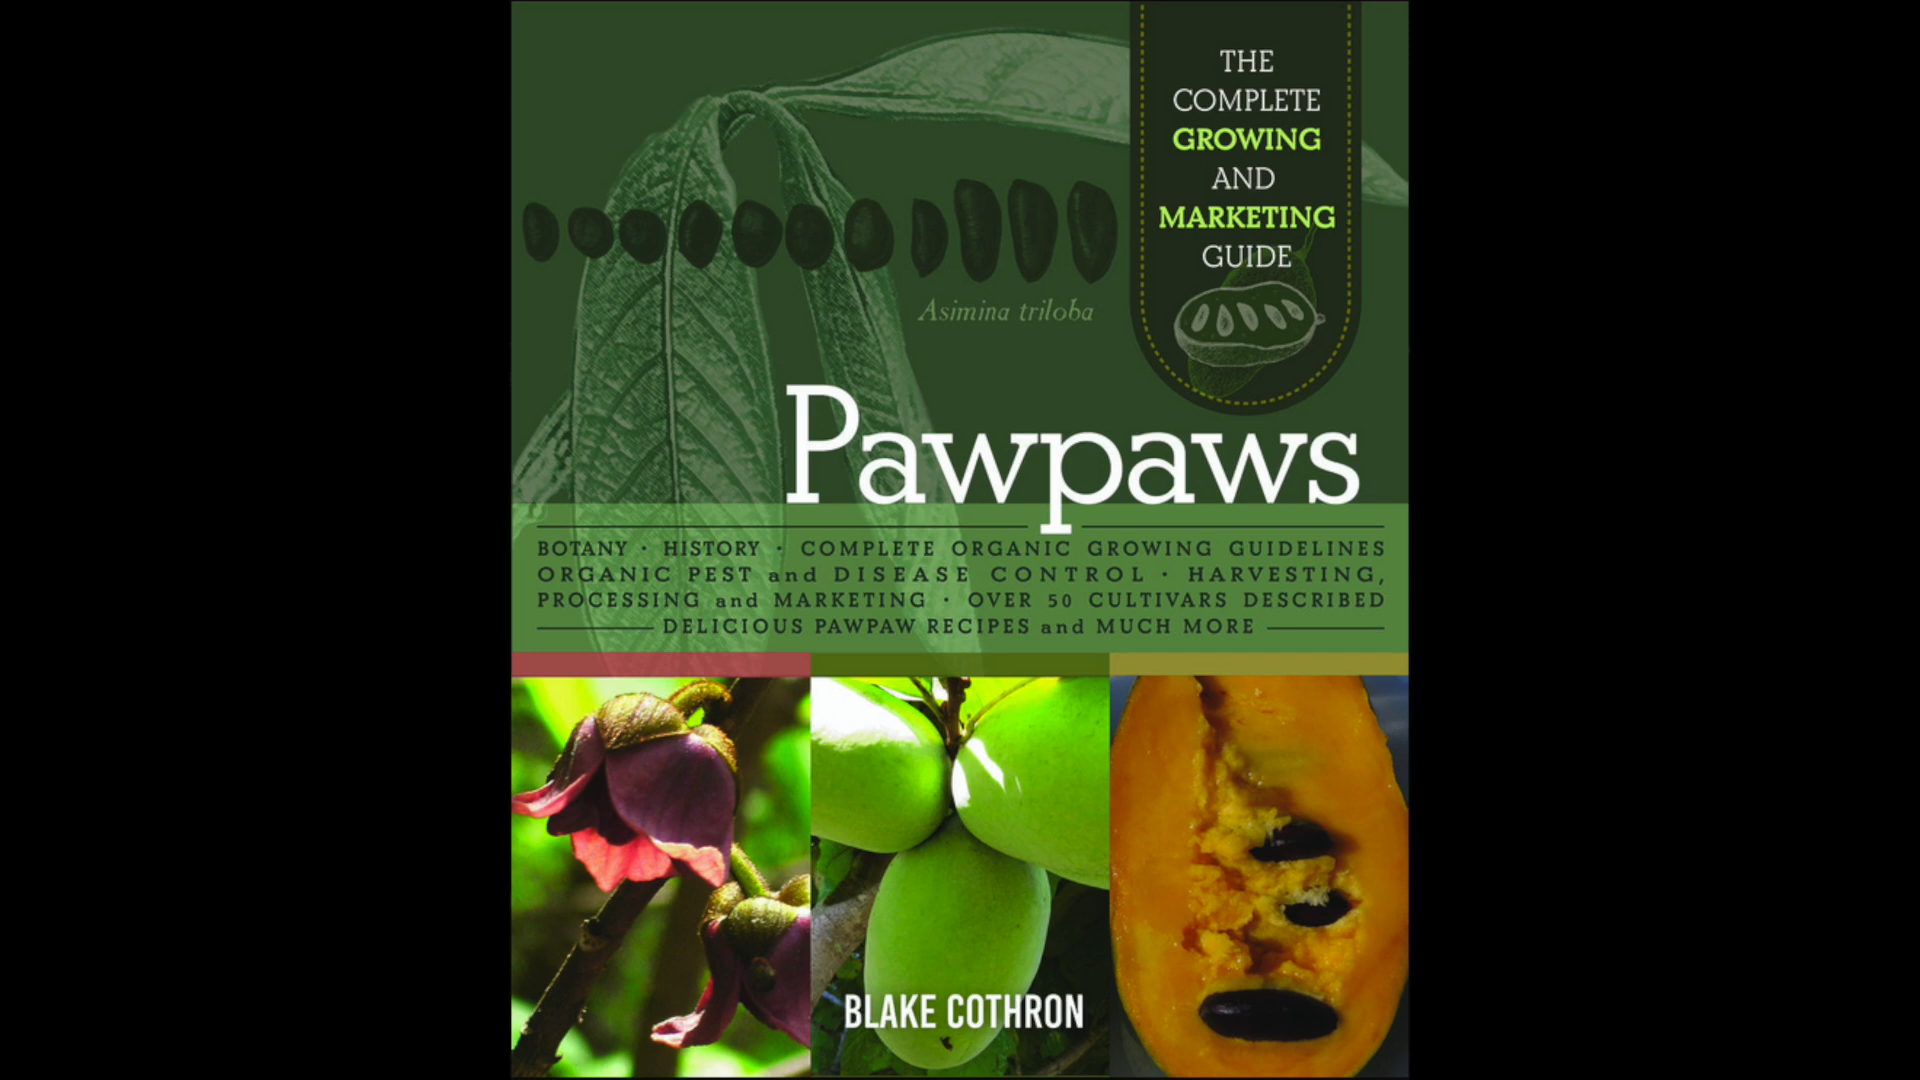 THE
COMPLETE
GROWING
AND
MARKETING
GUIDE
Asimina triloba
Pawpaws
BOTANY · HISTORY · COMPLETE ORGANIC GROWING GUIDELINES
ORGANIC PEST and DISEASE CONTROL · HARVESTING,
PROCESSING and MARKETING · OVER 50 CULTIVARS DESCRIBED
DELICIOUS PAWPAW RECIPES and MUCH MORE
BLAKE COTHRON